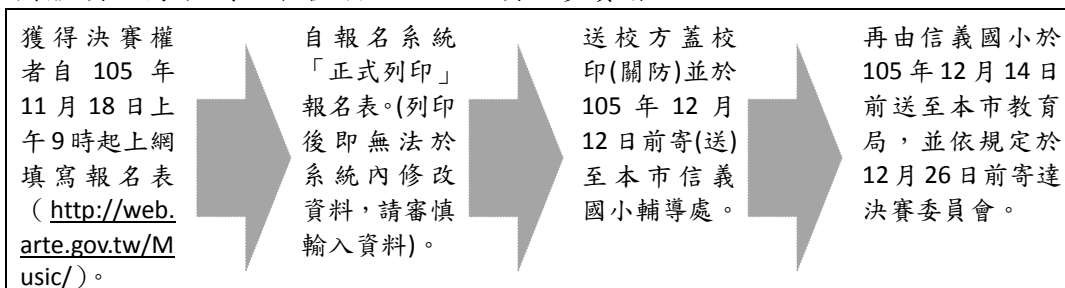 獲得決賽權
者自 105 年
11 月 18 日上
午 9 時起上網
填寫報名表
（http://web.
arte.gov.tw/M
usic/）。
自報名系統
「正式列印」
報名表。(列印
後即無法於
系統內修改
資料，請審慎
輸入資料)。
送校方蓋校
印(關防)並於
105 年 12 月
12 日前寄(送)
至本市信義
國小輔導處。
再由信義國小於
105 年 12 月 14 日
前送至本市教育
局，並依規定於
12 月 26 日前寄達
決賽委員會。